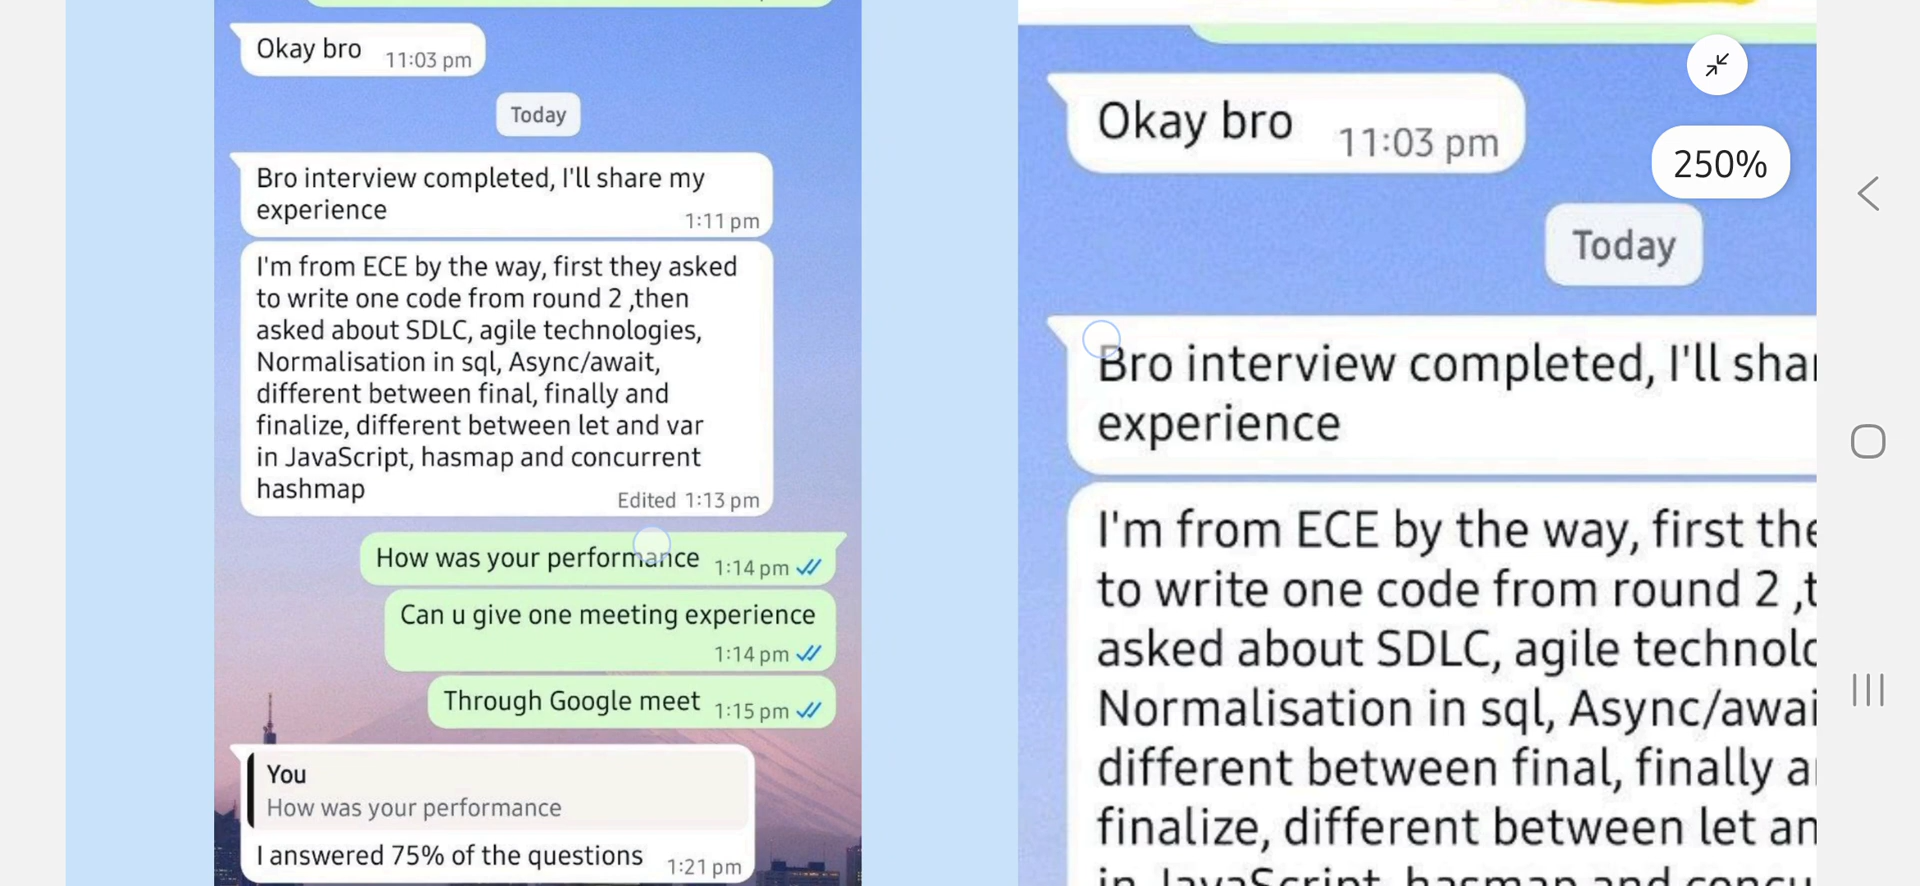 Okay bro 11:03 pm
Today
Bro interview completed, I'll share my
experience 1:11 pm
I'm from ECE by the way, first they asked
to write one code from round 2 ,then
asked about SDLC, agile technologies,
Normalisation in sql, Async/await,
different between final, finally and
finalize, different between let and var
in JavaScript, hasmap and concurrent
hashmap
Edited 1:13 pm
How was your performance 1:14 pm
Can u give one meeting experience
1:14 pm
Through Google meet 1:15 pm
You
How was your performance
I answered 75% of the questions 1:21 pm
Okay bro 11:03 pm
250%
Today
Bro interview completed, I'll shar
experience
I'm from ECE by the way, first the
to write one code from round 2 ,t
asked about SDLC, agile technolo
Normalisation in sql, Async/awai
different between final, finally a
finalize, different between let an
in JavaScript, hasmap and concu